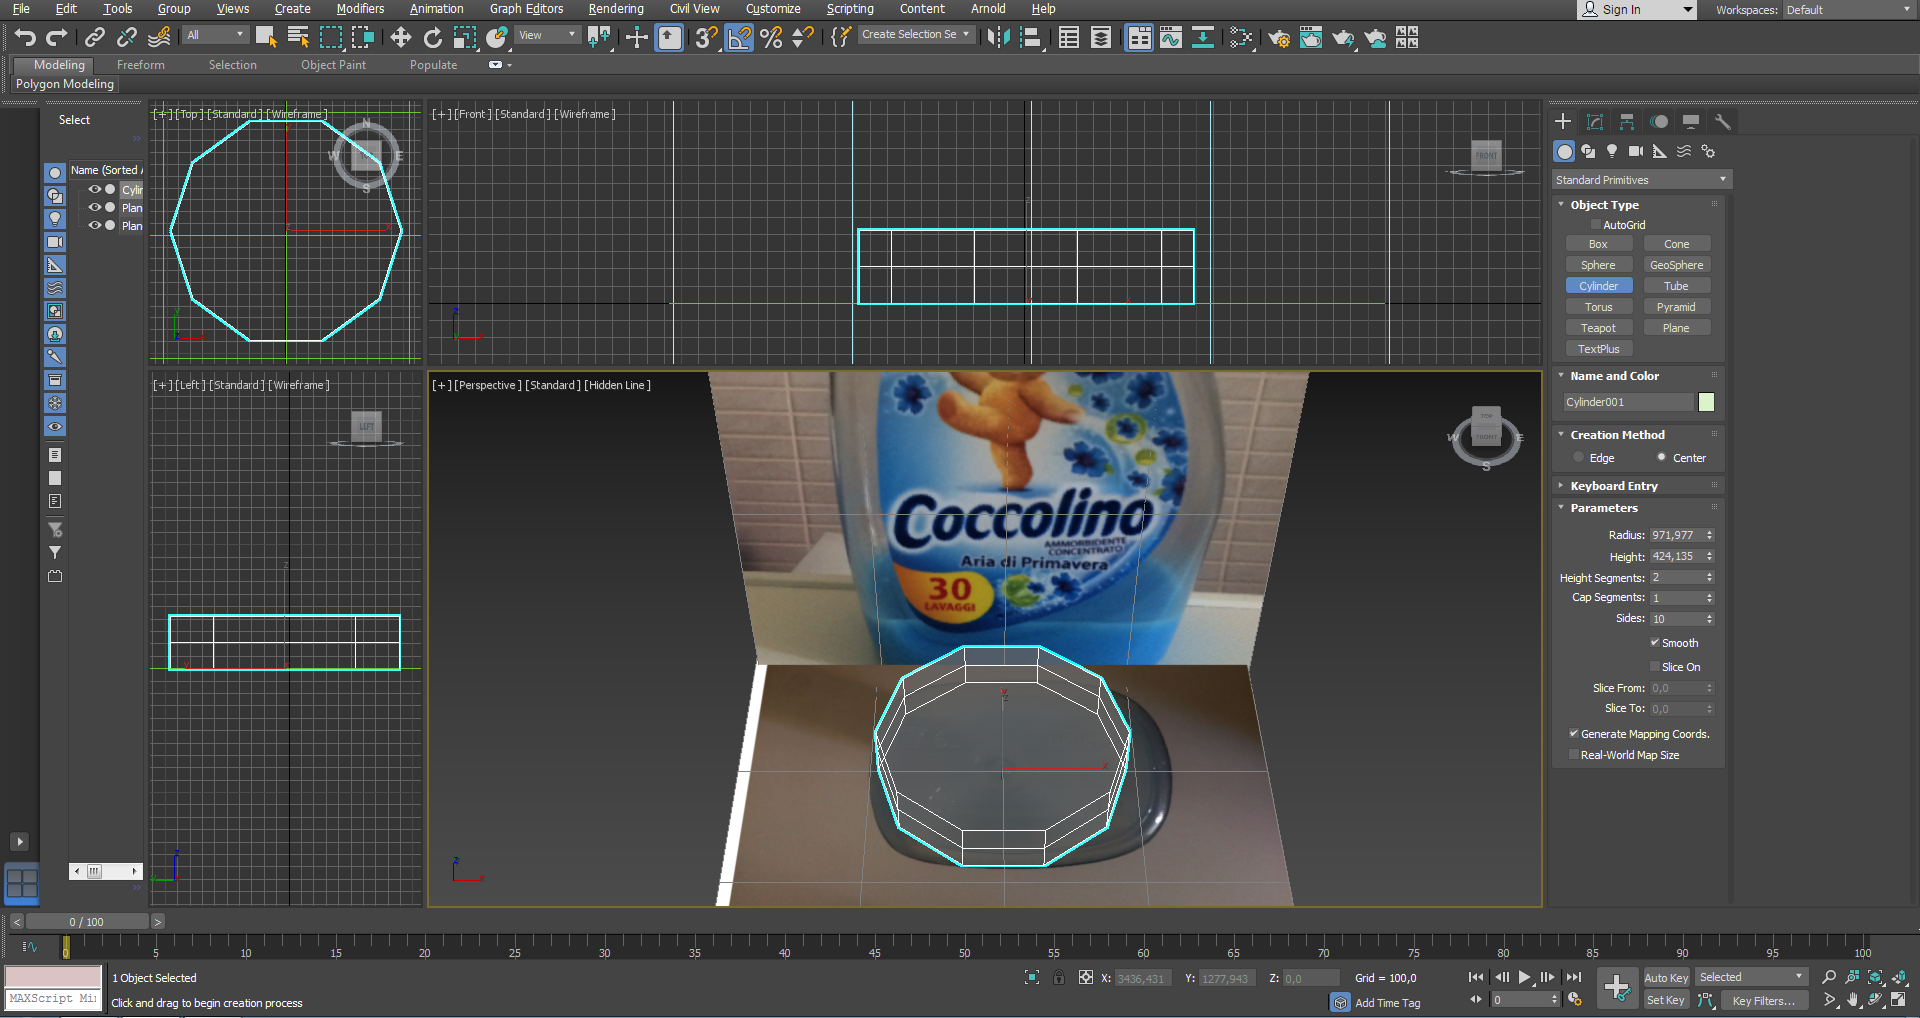 File Edit Tools Group Views Create Modifiers Animation Graph Editors Rendering Civil View Customize Scripting Content Arnold Help Sign In Workspaces: Default
All View 3 Create Selection Se
Modeling Freeform Selection Object Paint Populate
Polygon Modeling
Select
Name (Sorted A
Cylin
Plan
Plan
[+] [Top] [Standard] [Wireframe]
N
W E
S
[+] [Front] [Standard] [Wireframe]
FRONT
[+] [Left] [Standard] [Wireframe]
LEFT
[+] [Perspective] [Standard] [Hidden Line]
TOP
FRONT
W E
S
Coccolino
AMMORBIDENTE
CONCENTRATO
Aria di Primavera
30
LAVAGGI
Standard Primitives
Object Type
AutoGrid
Box Cone
Sphere GeoSphere
Cylinder Tube
Torus Pyramid
Teapot Plane
TextPlus
Name and Color
Cylinder001
Creation Method
Edge Center
Keyboard Entry
Parameters
Radius: 971,977
Height: 424,135
Height Segments: 2
Cap Segments: 1
Sides: 10
Smooth
Slice On
Slice From: 0,0
Slice To: 0,0
Generate Mapping Coords.
Real-World Map Size
< 0 / 100 >
0 5 10 15 20 25 30 35 40 45 50 55 60 65 70 75 80 85 90 95 100
1 Object Selected
X: 3436,431 Y: 1277,943 Z: 0,0 Grid = 100,0
Auto Key Selected
MAXScript Mi
Click and drag to begin creation process
Add Time Tag
0
Set Key Key Filters...